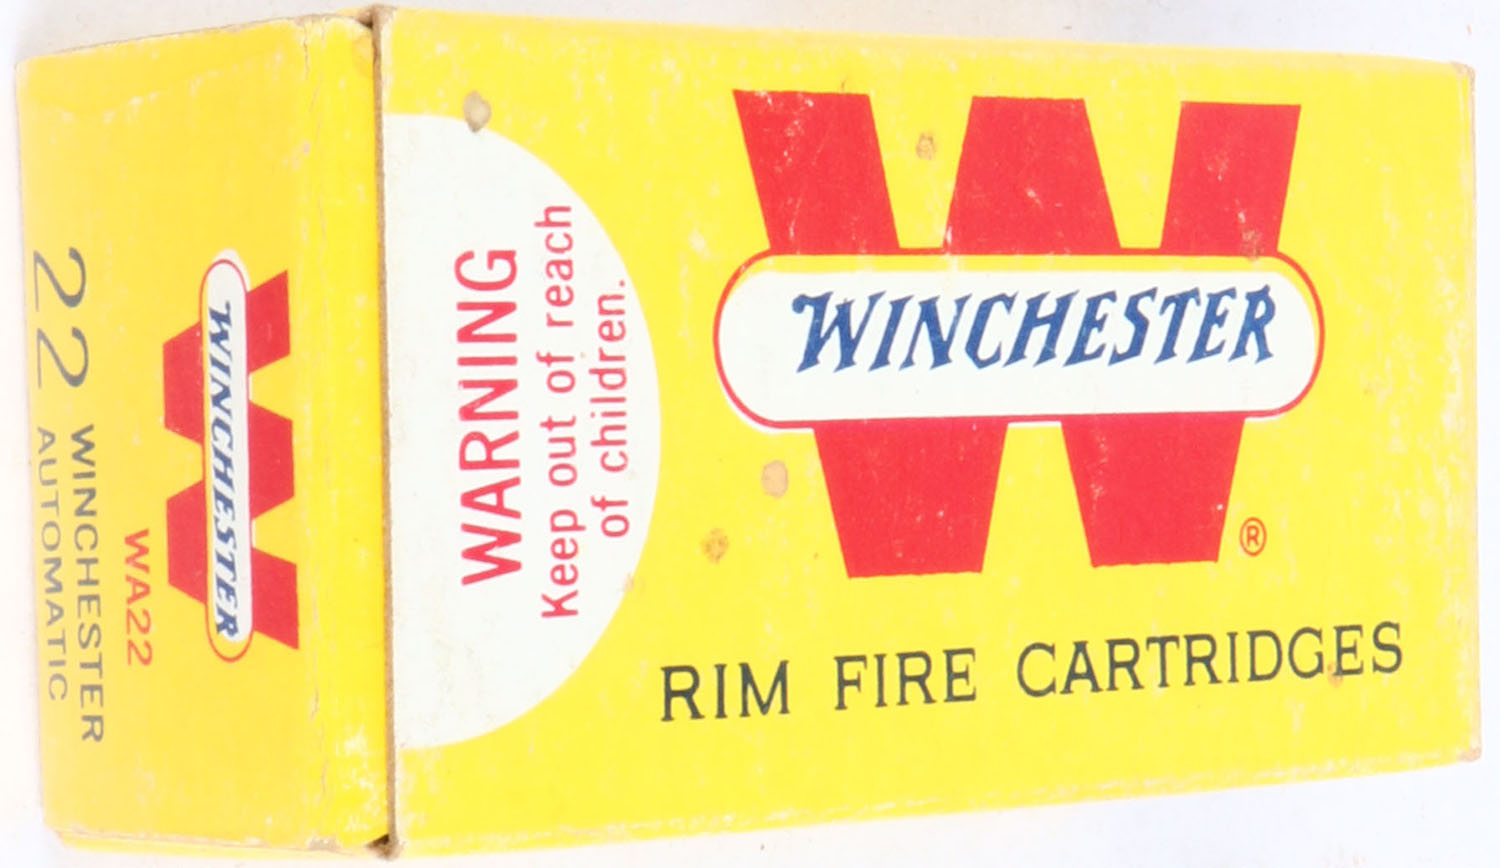 WINCHESTER
®
RIM FIRE CARTRIDGES
WARNING
Keep out of reach
of children.
WINCHESTER
WA22
22 WINCHESTER
AUTOMATIC